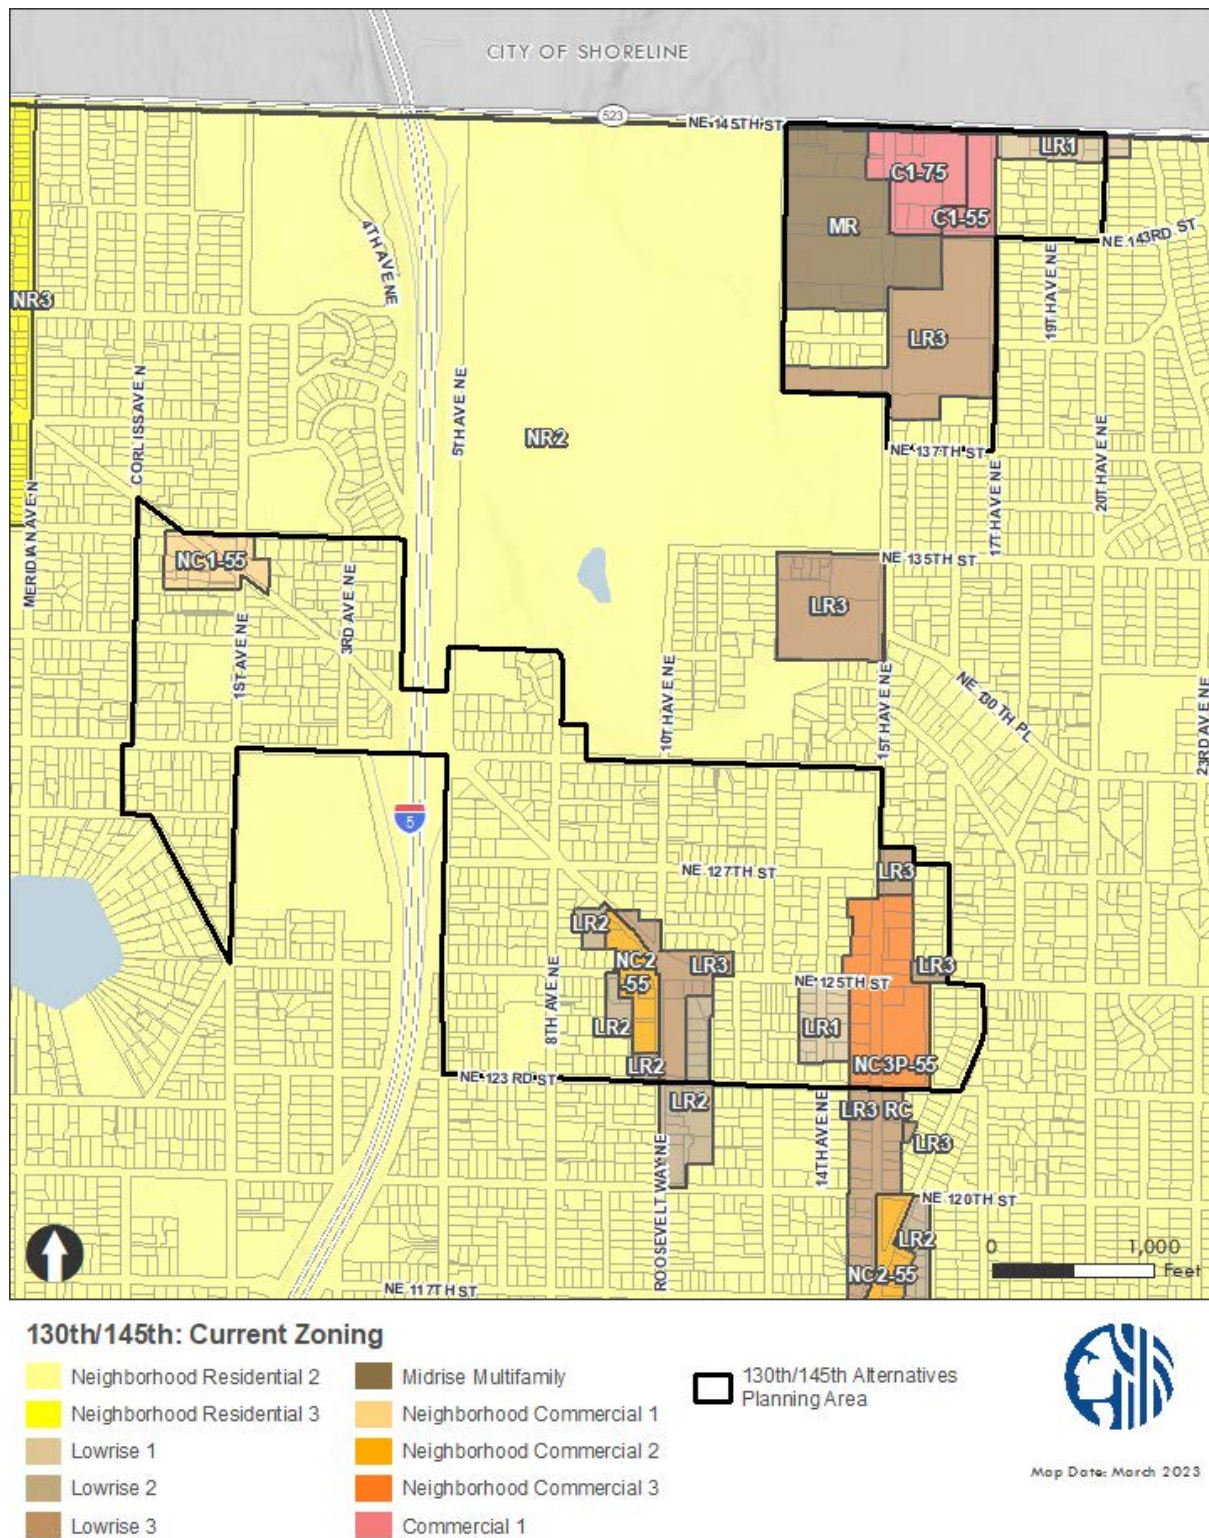 CITY OF SHORELINE
523
NE 145TH ST
LR1
C1-75
C1-55
MR
NE 143RD ST
4TH AVE NE
NR3
19TH AVE NE
LR3
CORLISS AVE N
5TH AVE NE
NR2
NE 137TH ST
20TH AVE NE
17TH AVE NE
MERIDIAN AVE N
NC1-55
NE 135TH ST
3RD AVE NE
LR3
1ST AVE NE
10TH AVE NE
15TH AVE NE
NE 130TH PL
23RD AVE NE
5
NE 127TH ST
LR3
LR2
NC2
-55
LR3
LR3
8TH AVE NE
NE 125TH ST
LR2
LR1
LR2
NC3P-55
NE 123RD ST
LR2
LR3 RC
14TH AVE NE
LR3
ROOSEVELT WAY NE
NE 120TH ST
LR2
NC2-55
0 1,000
Feet
NE 117TH ST
130th/145th: Current Zoning
Neighborhood Residential 2
Neighborhood Residential 3
Lowrise 1
Lowrise 2
Lowrise 3
Midrise Multifamily
Neighborhood Commercial 1
Neighborhood Commercial 2
Neighborhood Commercial 3
Commercial 1
130th/145th Alternatives
Planning Area
Map Date: March 2023